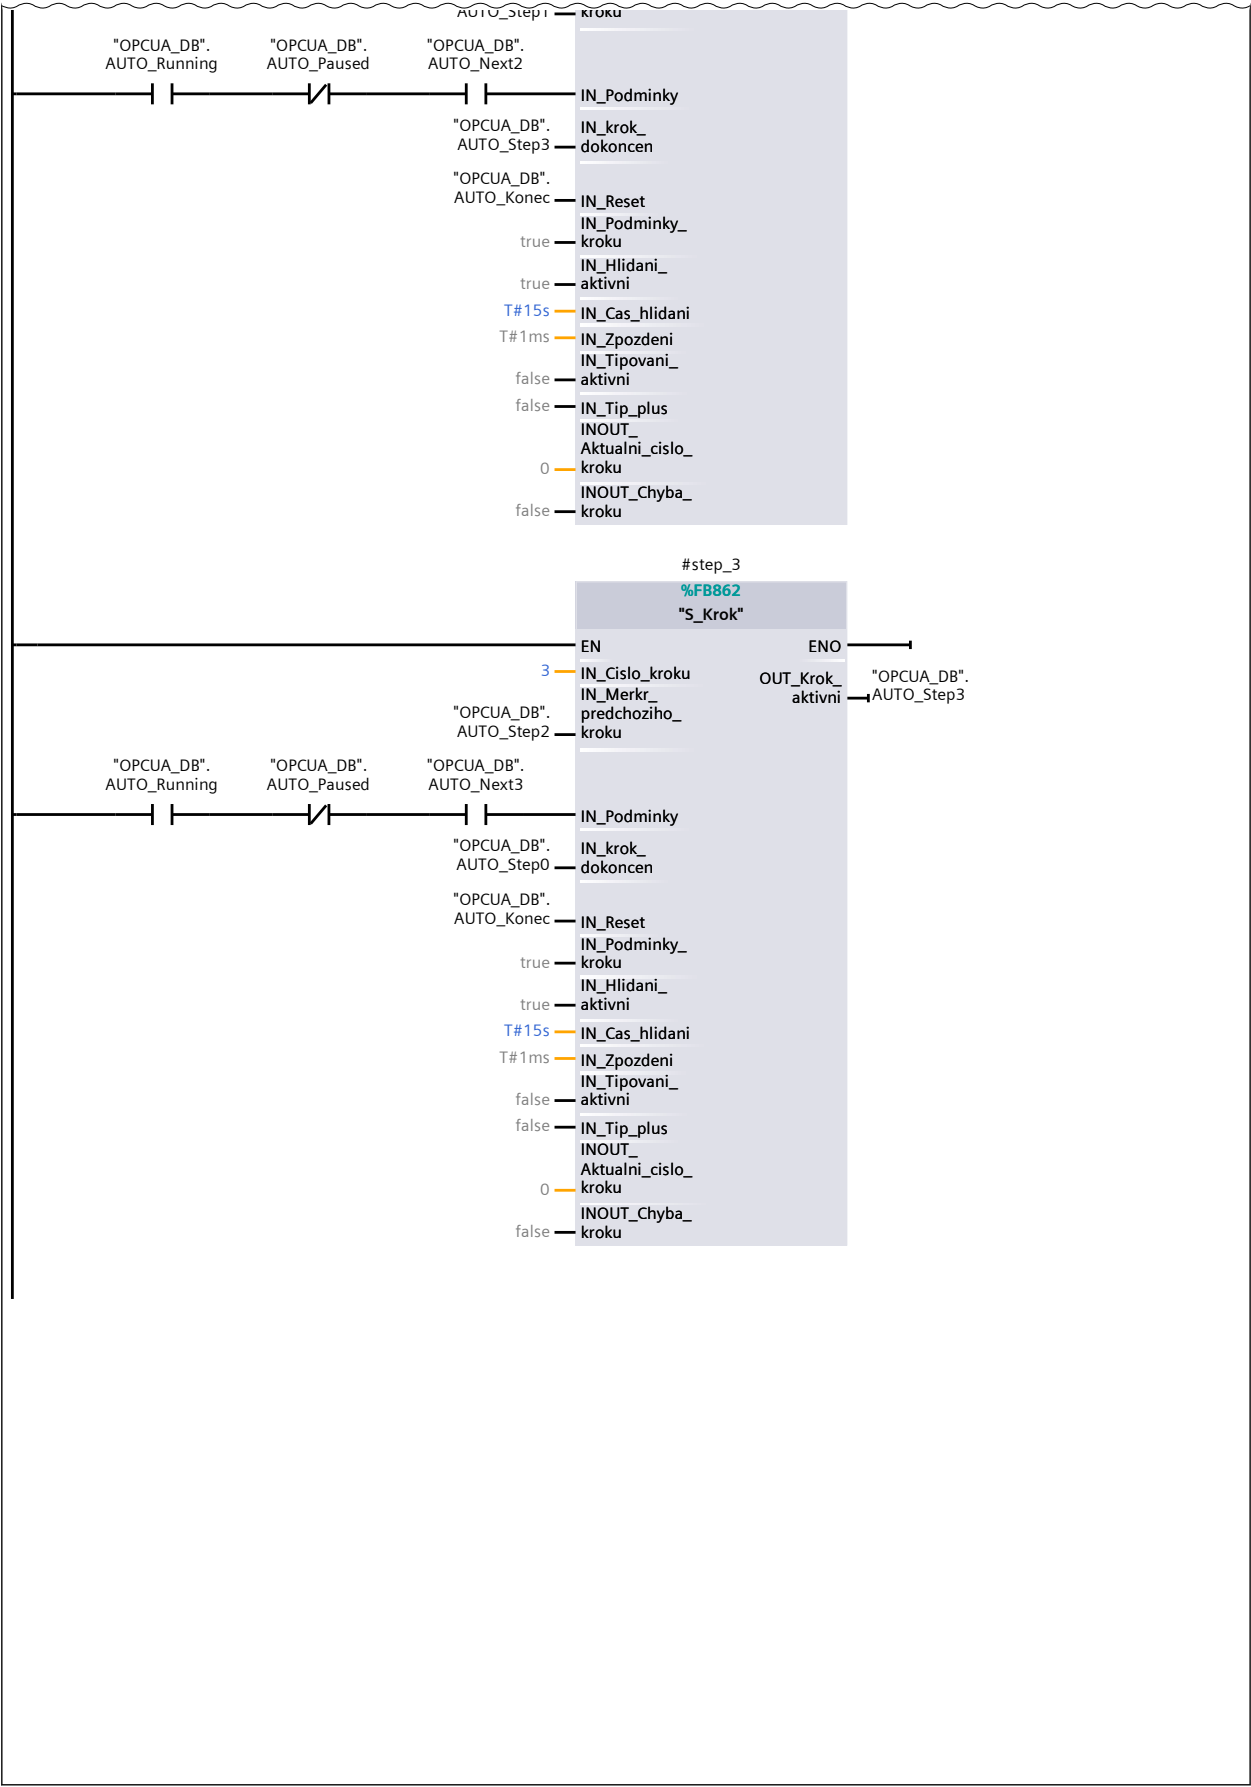 AUTO_Step1 kroku
"OPCUA_DB". "OPCUA_DB". "OPCUA_DB".
AUTO_Running AUTO_Paused AUTO_Next2
IN_Podminky
"OPCUA_DB". IN_krok_
AUTO_Step3 dokoncen
"OPCUA_DB".
AUTO_Konec IN_Reset
IN_Podminky_
true kroku
IN_Hlidani_
true aktivni
T#15s IN_Cas_hlidani
T#1ms IN_Zpozdeni
IN_Tipovani_
false aktivni
false IN_Tip_plus
INOUT_
Aktualni_cislo_
0 kroku
INOUT_Chyba_
false kroku
#step_3
%FB862
"S_Krok"
EN ENO
3 IN_Cislo_kroku OUT_Krok_ "OPCUA_DB".
IN_Merkr_ aktivni AUTO_Step3
"OPCUA_DB". predchoziho_
AUTO_Step2 kroku
"OPCUA_DB". "OPCUA_DB". "OPCUA_DB".
AUTO_Running AUTO_Paused AUTO_Next3
IN_Podminky
"OPCUA_DB". IN_krok_
AUTO_Step0 dokoncen
"OPCUA_DB".
AUTO_Konec IN_Reset
IN_Podminky_
true kroku
IN_Hlidani_
true aktivni
T#15s IN_Cas_hlidani
T#1ms IN_Zpozdeni
IN_Tipovani_
false aktivni
false IN_Tip_plus
INOUT_
Aktualni_cislo_
0 kroku
INOUT_Chyba_
false kroku